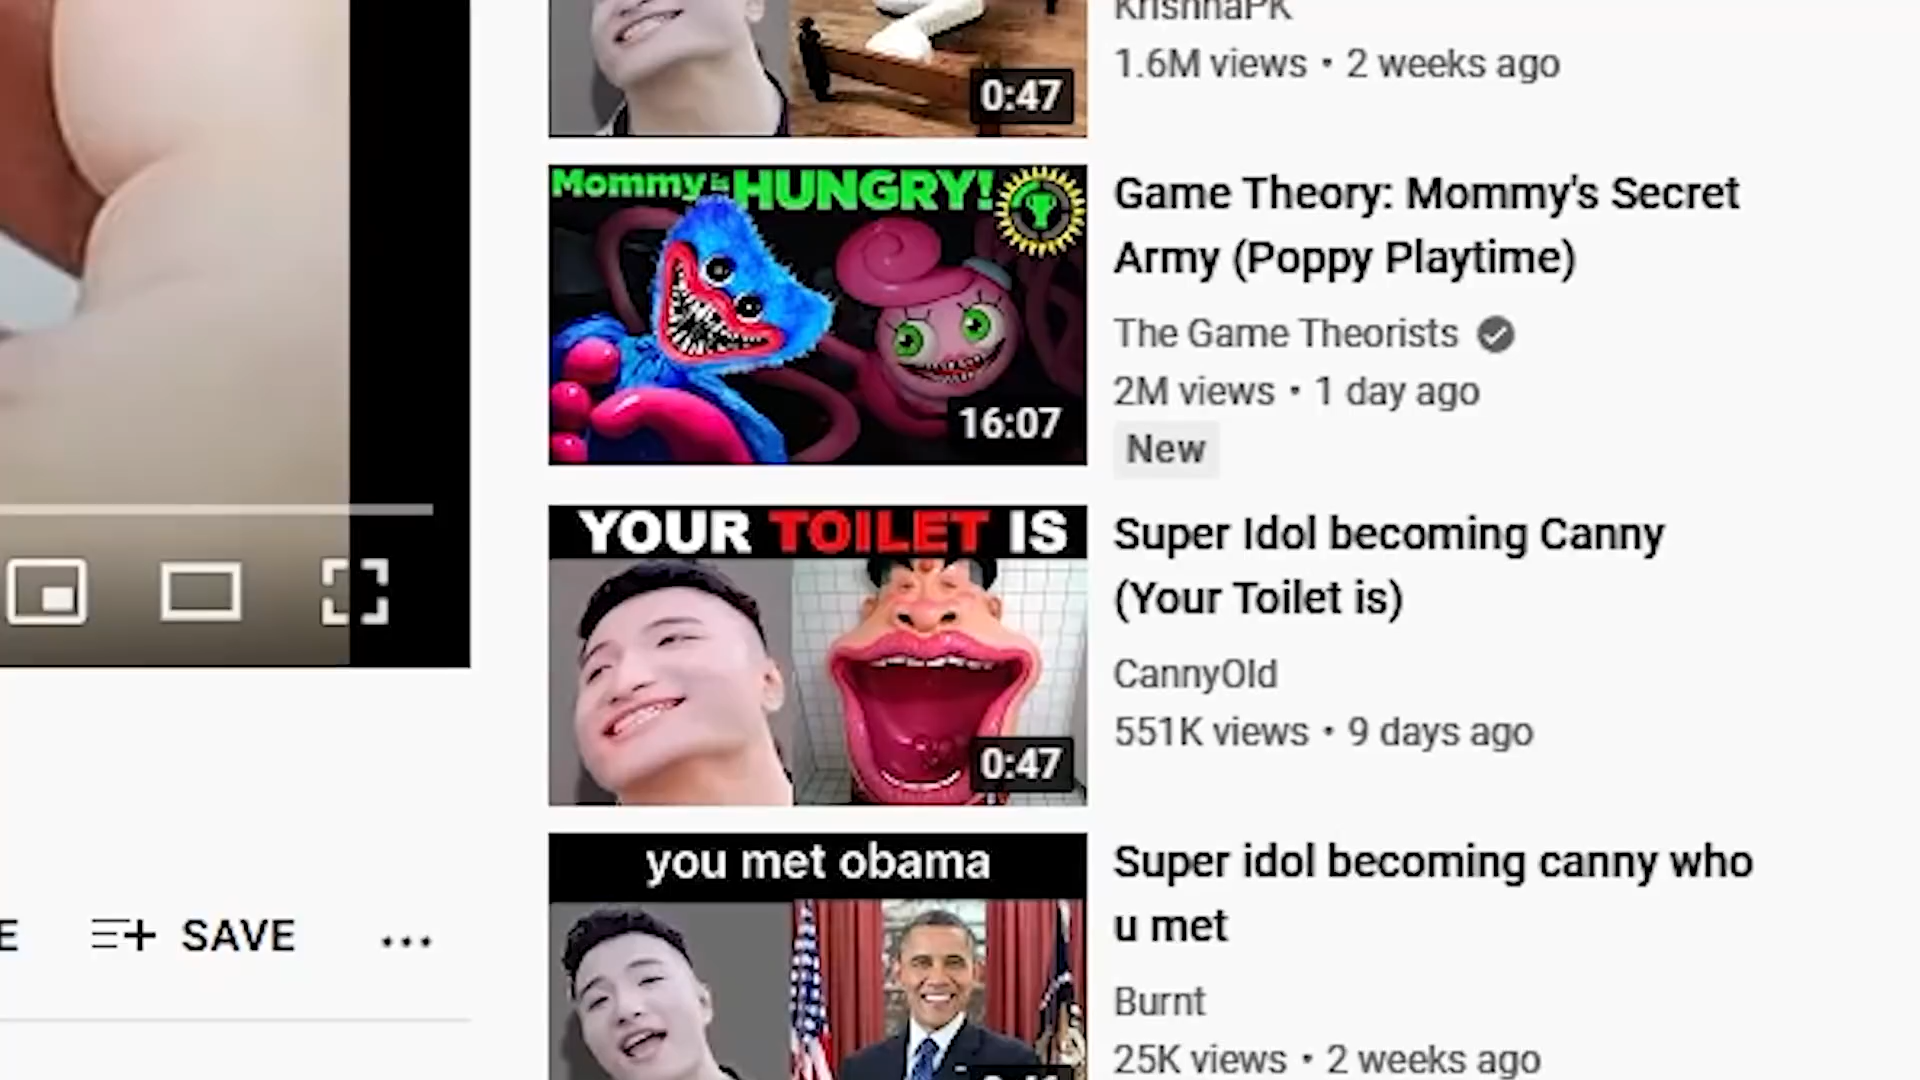 KrishnaPK
1.6M views • 2 weeks ago
0:47
Mommy is HUNGRY!
16:07
Game Theory: Mommy's Secret
Army (Poppy Playtime)
The Game Theorists
2M views • 1 day ago
New
YOUR TOILET IS
0:47
Super Idol becoming Canny
(Your Toilet is)
CannyOld
551K views • 9 days ago
you met obama
Super idol becoming canny who
u met
Burnt
25K views • 2 weeks ago
E
SAVE